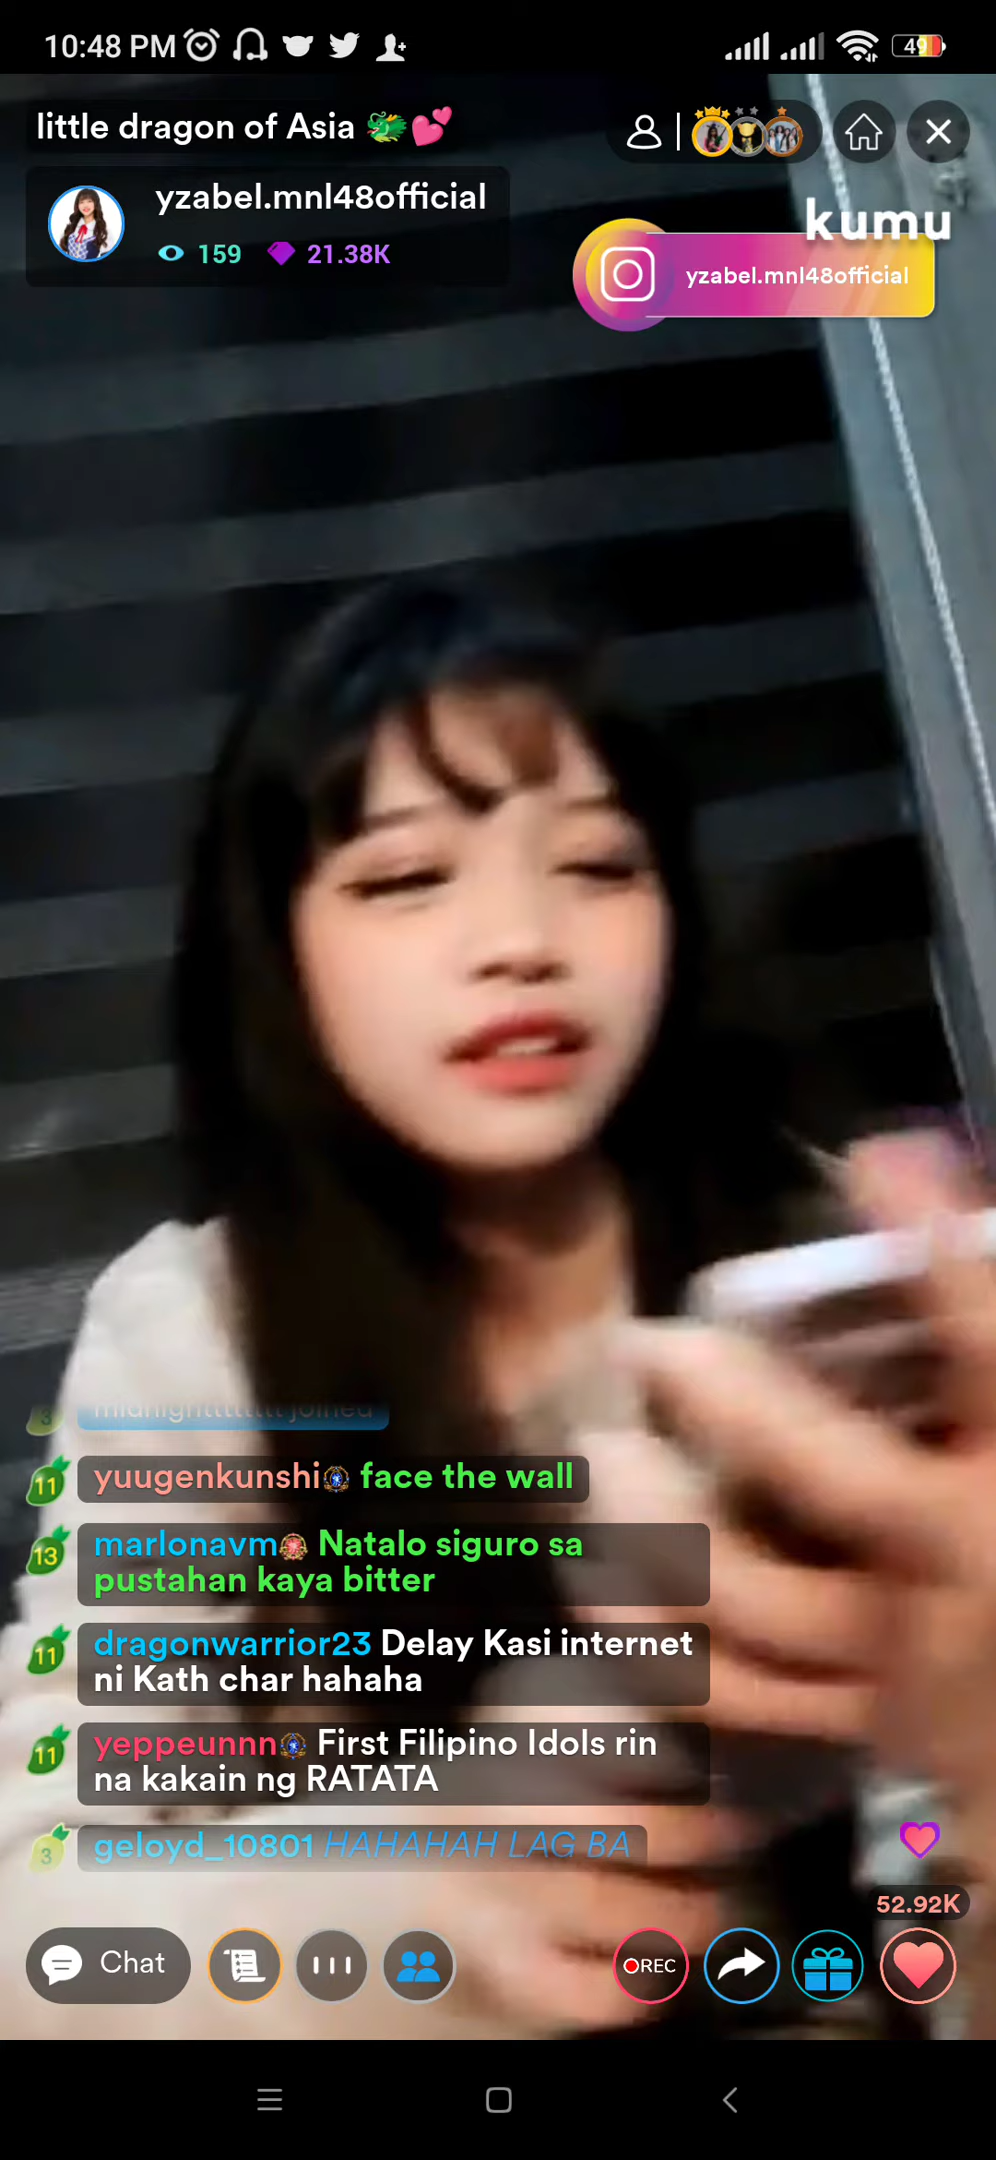 10:48 PM
49
little dragon of Asia 🐲💕
yzabel.mnl48official
159 21.38K
kumu
yzabel.mnl48official
3 midnighttttttttt joined
11 yuugenkunshi face the wall
13 marlonavm Natalo siguro sa
pustahan kaya bitter
11 dragonwarrior23 Delay Kasi internet
ni Kath char hahaha
11 yeppeunnn First Filipino Idols rin
na kakain ng RATATA
3 geloyd_10801 HAHAHAH LAG BA
52.92K
Chat
REC